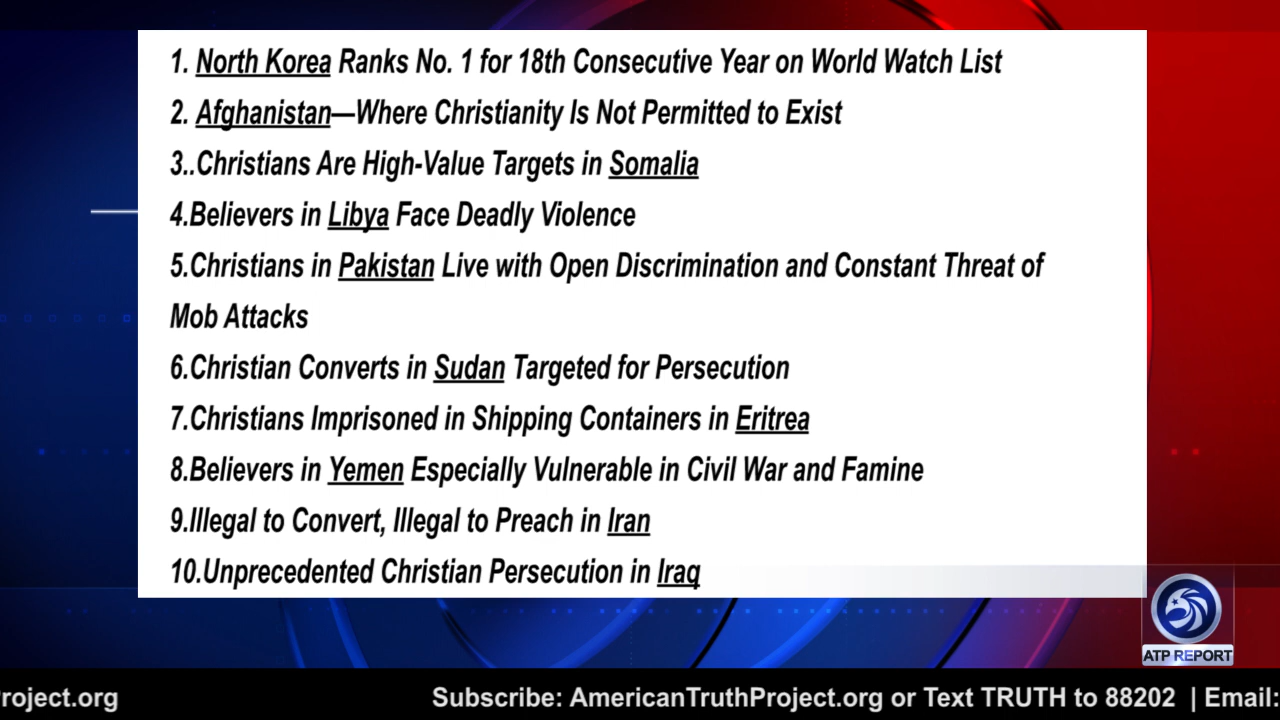 1. North Korea Ranks No. 1 for 18th Consecutive Year on World Watch List
2. Afghanistan—Where Christianity Is Not Permitted to Exist
3..Christians Are High-Value Targets in Somalia
4.Believers in Libya Face Deadly Violence
5.Christians in Pakistan Live with Open Discrimination and Constant Threat of
Mob Attacks
6.Christian Converts in Sudan Targeted for Persecution
7.Christians Imprisoned in Shipping Containers in Eritrea
8.Believers in Yemen Especially Vulnerable in Civil War and Famine
9.Illegal to Convert, Illegal to Preach in Iran
10.Unprecedented Christian Persecution in Iraq
ATP REPORT
roject.org Subscribe: AmericanTruthProject.org or Text TRUTH to 88202 | Email: